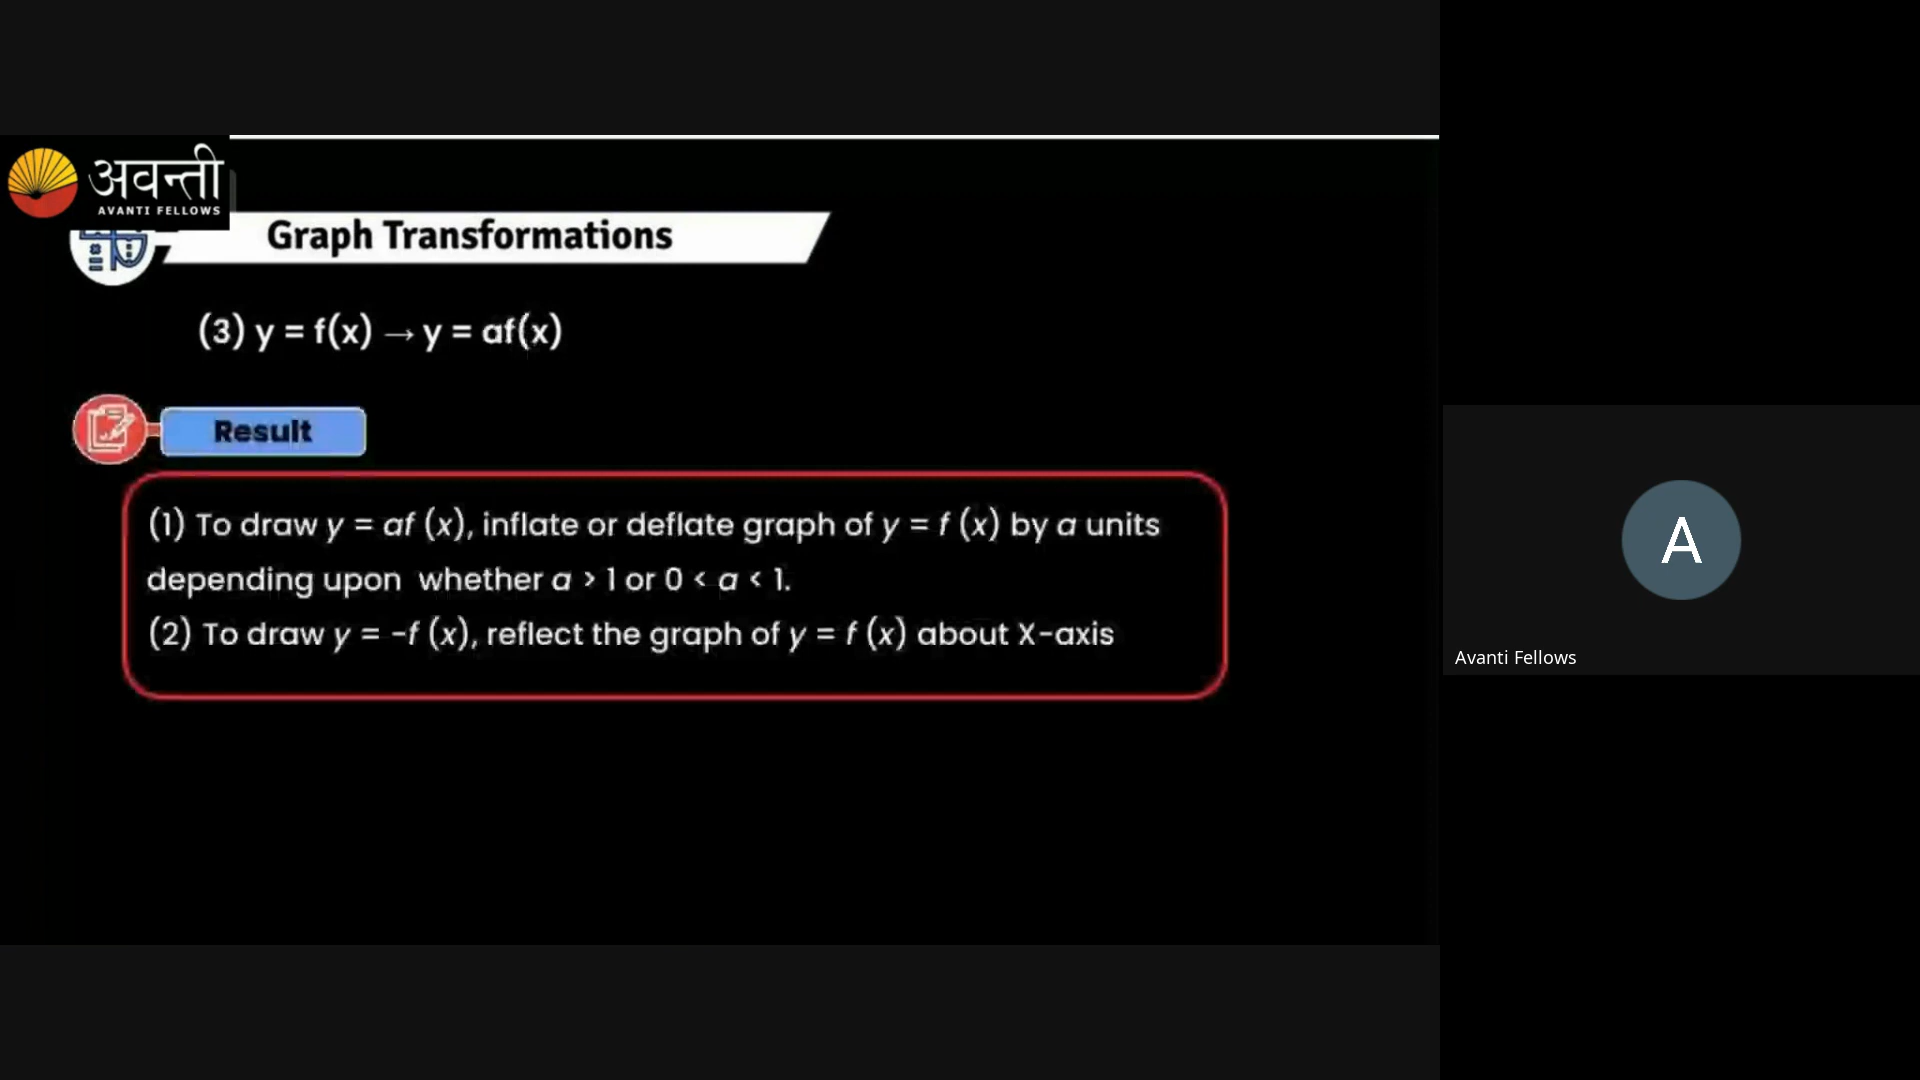 अवन्ती
AVANTI FELLOWS
Graph Transformations
(3) y = f(x) → y = af(x)
Result
(1) To draw y = af (x), inflate or deflate graph of y = f (x) by a units
depending upon whether a > 1 or 0 < a < 1.
(2) To draw y = -f (x), reflect the graph of y = f (x) about X-axis
A
Avanti Fellows